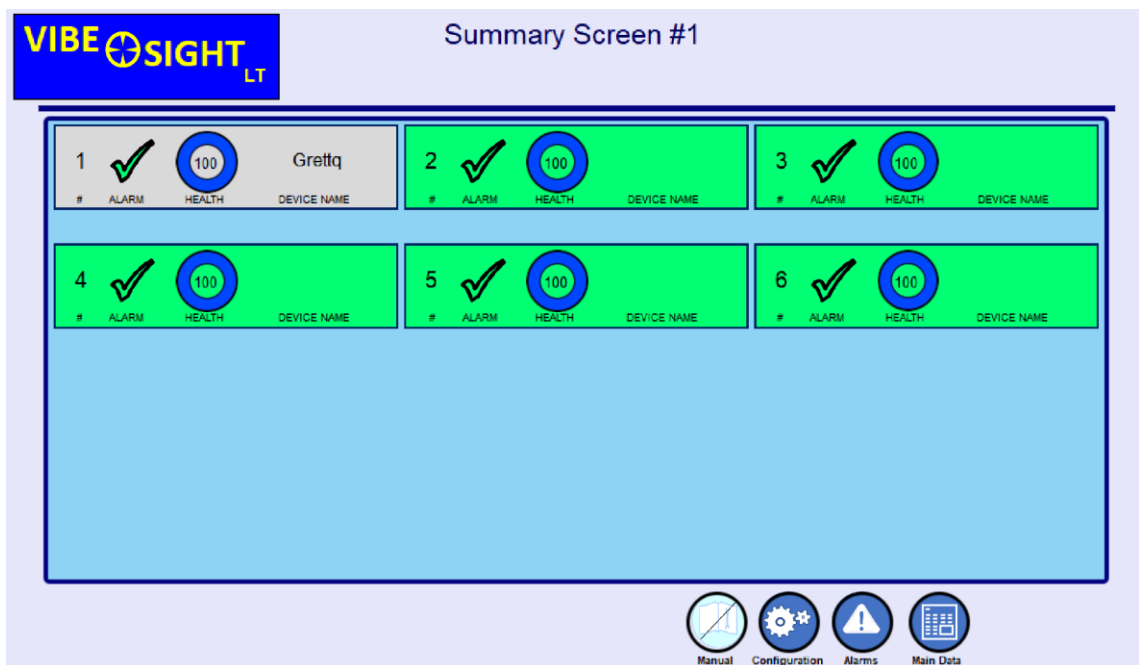 VIBE SIGHT LT
Summary Screen #1
1 100 Grettq
# ALARM HEALTH DEVICE NAME
2 100
# ALARM HEALTH DEVICE NAME
3 100
# ALARM HEALTH DEVICE NAME
4 100
# ALARM HEALTH DEVICE NAME
5 100
# ALARM HEALTH DEVICE NAME
6 100
# ALARM HEALTH DEVICE NAME
Manual Configuration Alarms Main Data